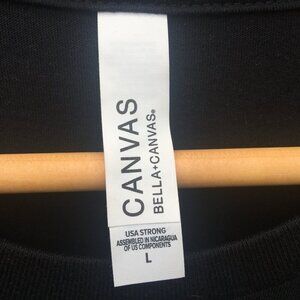 CANVAS
BELLA+CANVAS®
USA STRONG
ASSEMBLED IN NICARAGUA
OF US COMPONENTS
L